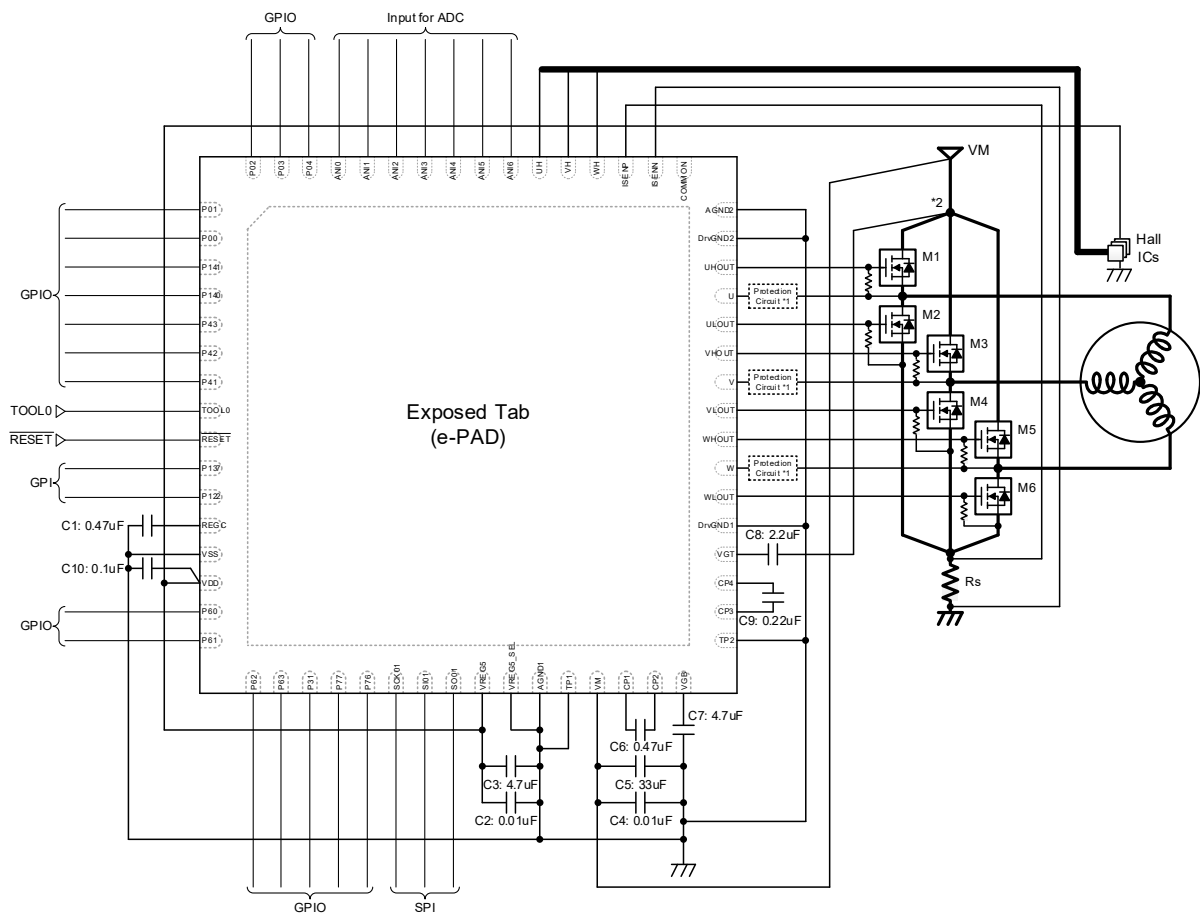 GPIO
Input for ADC
P02
P03
P04
ANI0
ANI1
ANI2
ANI3
ANI4
ANI5
ANI6
UH
VH
WH
ISENP
ISENN
COMMON
VM
*2
Hall
ICs
GPIO
P01
P00
P141
P140
P43
P42
P41
TOOL0
TOOL0
RESET
RESET
GPI
P137
P122
C1: 0.47uF
REGC
VSS
C10: 0.1uF
VDD
GPIO
P60
P61
Exposed Tab
(e-PAD)
AGND2
DrvGND2
UHOUT
U
ULOUT
VHOUT
V
VLOUT
WHOUT
W
WLOUT
DrvGND1
VGT
CP4
CP3
TP2
Protection
Circuit *1
Protection
Circuit *1
Protection
Circuit *1
M1
M2
M3
M4
M5
M6
C8: 2.2uF
C9: 0.22uF
Rs
P62
P63
P31
P77
P76
SCK01
SI01
SO01
VREG5
VREG5_SEL
AGND1
TP1
VM
CP1
CP2
VGB
C7: 4.7uF
C6: 0.47uF
C3: 4.7uF
C5: 33uF
C2: 0.01uF
C4: 0.01uF
GPIO
SPI